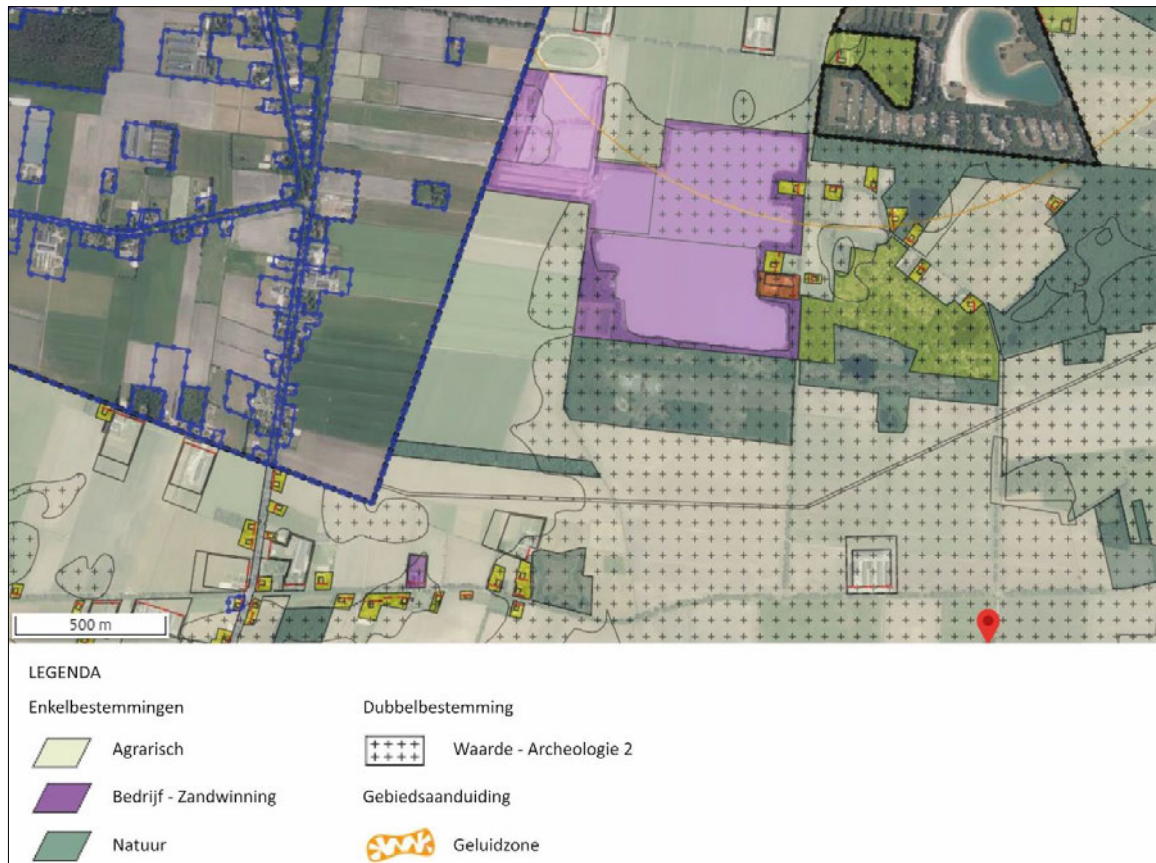 500 m
LEGENDA
Enkelbestemmingen
Dubbelbestemming
Agrarisch
Waarde - Archeologie 2
Bedrijf - Zandwinning
Gebiedsaanduiding
Natuur
Geluidzone